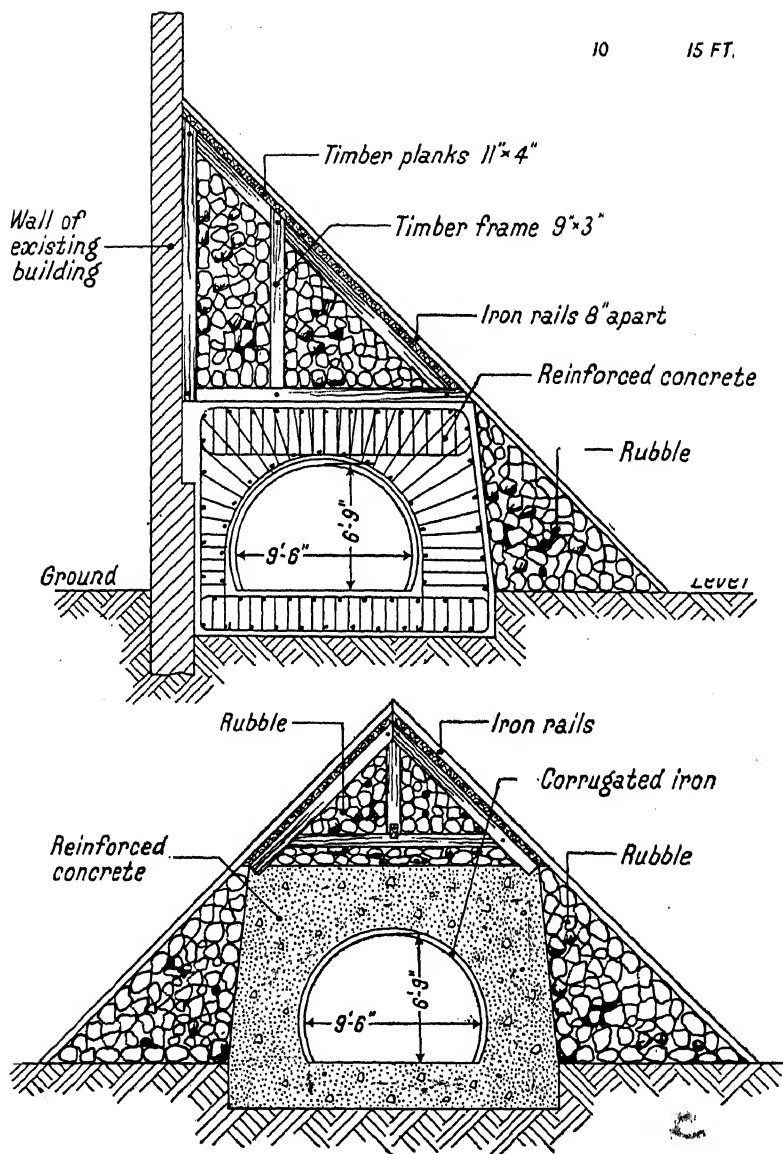 10 15 FT.
Timber planks 11"×4"
Wall of
existing
building
Timber frame 9"×3"
Iron rails 8" apart
Reinforced concrete
Rubble
6'-9"
9'-6"
Ground
Level
Rubble
Iron rails
Corrugated iron
Reinforced
concrete
Rubble
6'-9"
9'-6"
C